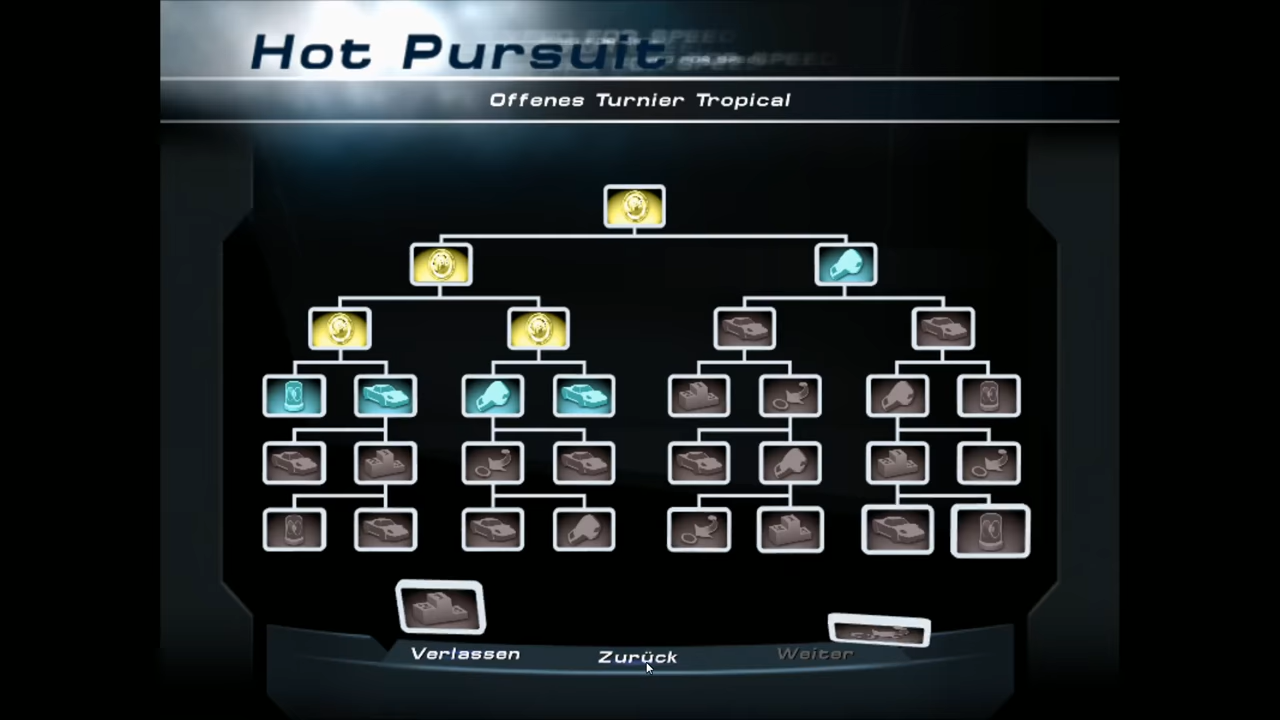 Hot Pursuit
Offenes Turnier Tropical
Verlassen
Zurück
Weiter